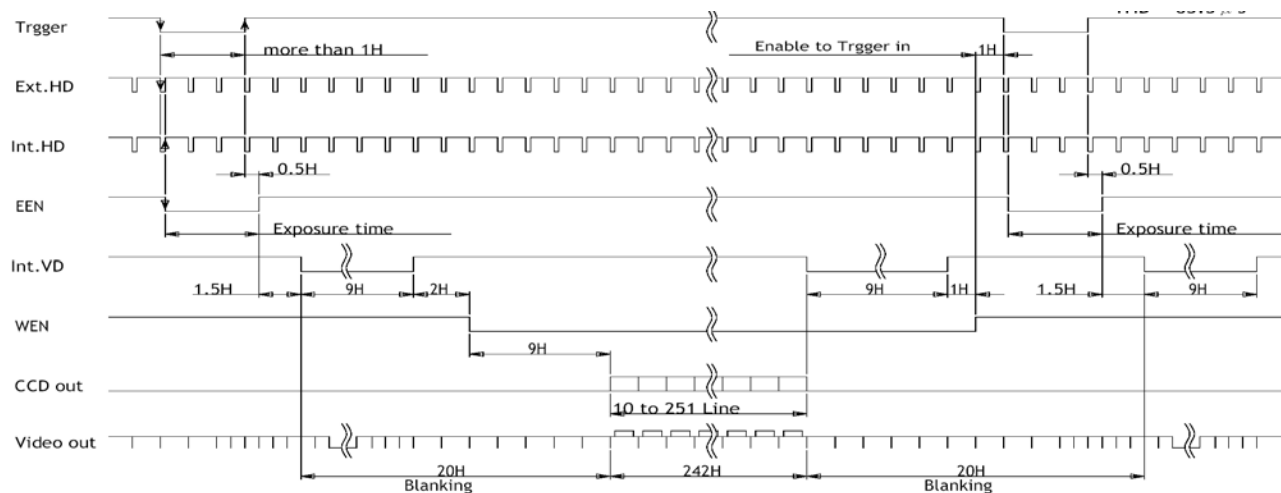 Trgger
more than 1H
Enable to Trgger in
1H
Ext.HD
Int.HD
0.5H
0.5H
EEN
Exposure time
Exposure time
Int.VD
1.5H
9H
2H
9H
1H
1.5H
9H
WEN
9H
CCD out
10 to 251 Line
Video out
20H
242H
20H
Blanking
Blanking